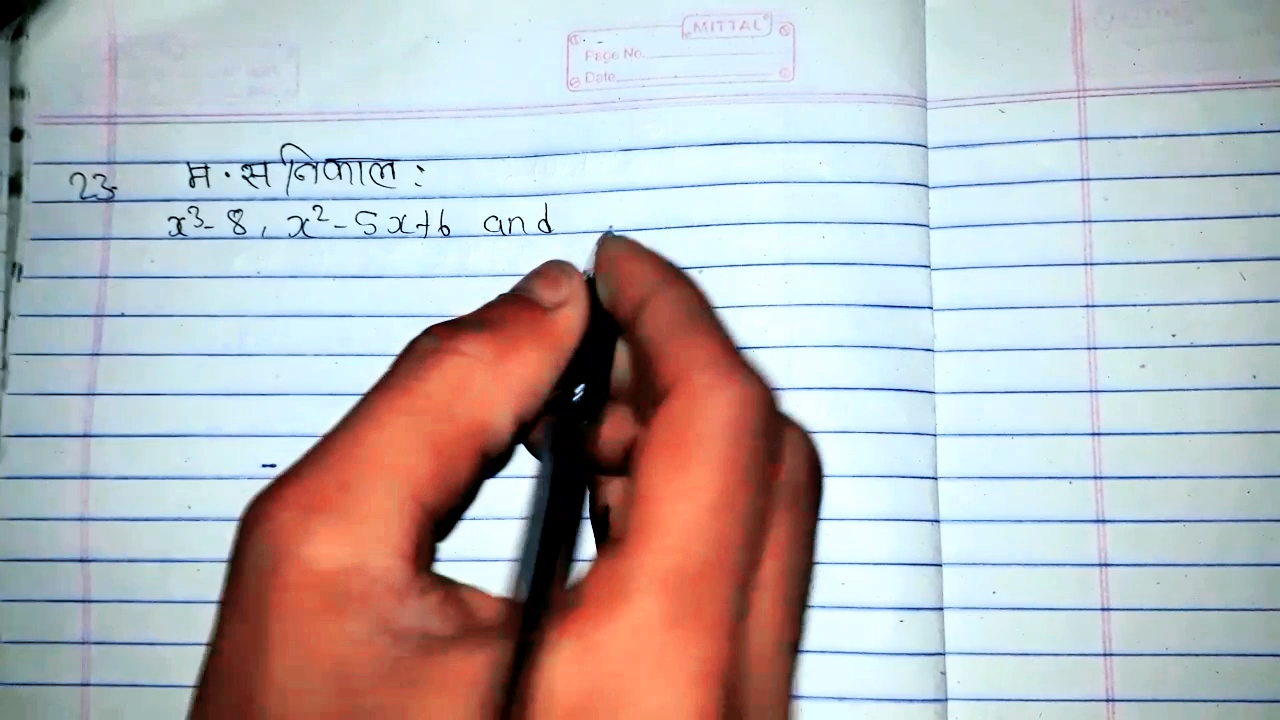 MITTAL
Page No.
Date
23. म.स निकाल :
x³- 8, x² - 5x+6 and